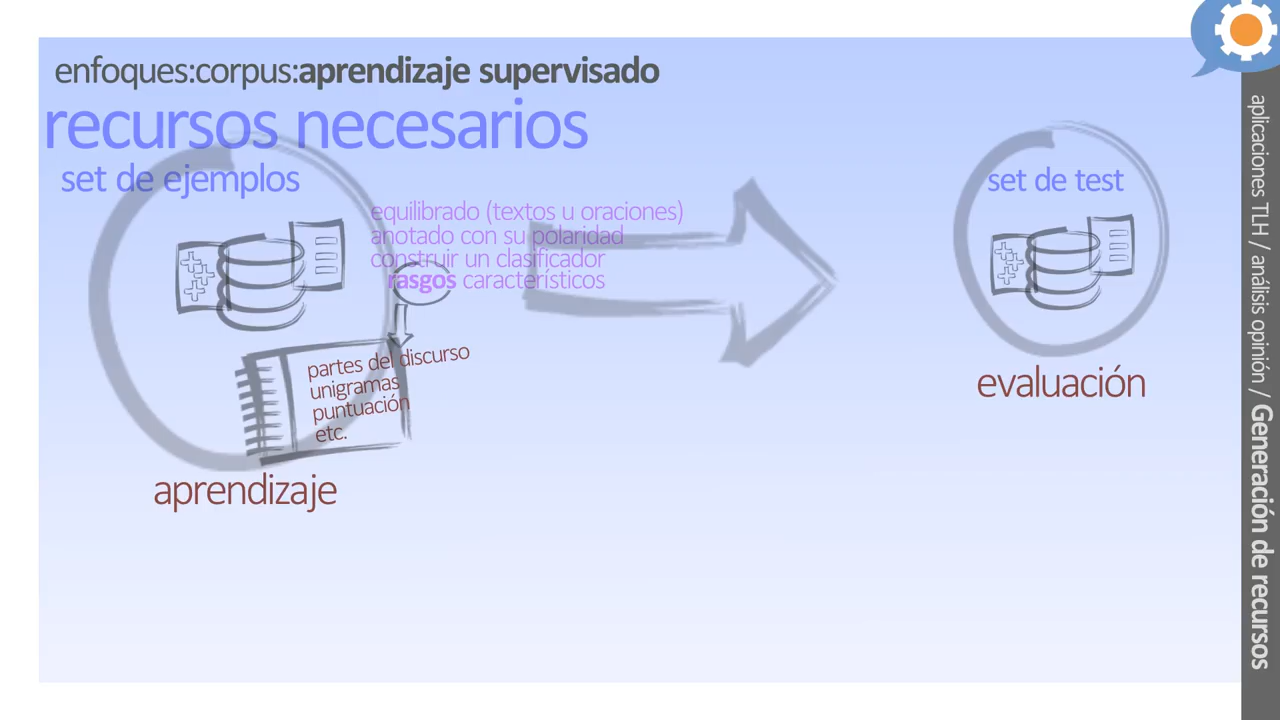 enfoques:corpus:aprendizaje supervisado
recursos necesarios
set de ejemplos
equilibrado (textos u oraciones)
anotado con su polaridad
construir un clasificador
rasgos característicos
partes del discurso
unigramas
puntuación
etc.
aprendizaje
set de test
evaluación
aplicaciones TLH / análisis opinión / Generación de recursos